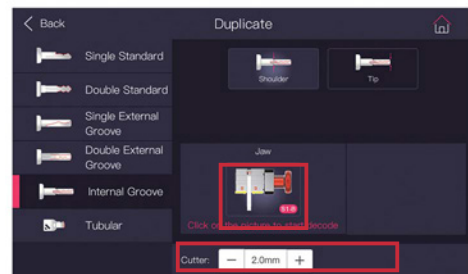 Back
Duplicate
Single Standard
Double Standard
Single External
Groove
Double External
Groove
Internal Groove
Tubular
Shoulder
Tip
Jaw
S1-B
Click on the picture to start decode
Cutter: − 2.0mm +